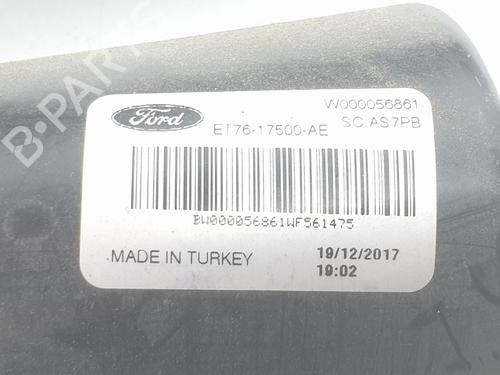 W000056861
Ford
ET76-17500-AE
SC:AS7PB
BW000056861WF561475
MADE IN TURKEY
19/12/2017
19:02
B-Parts